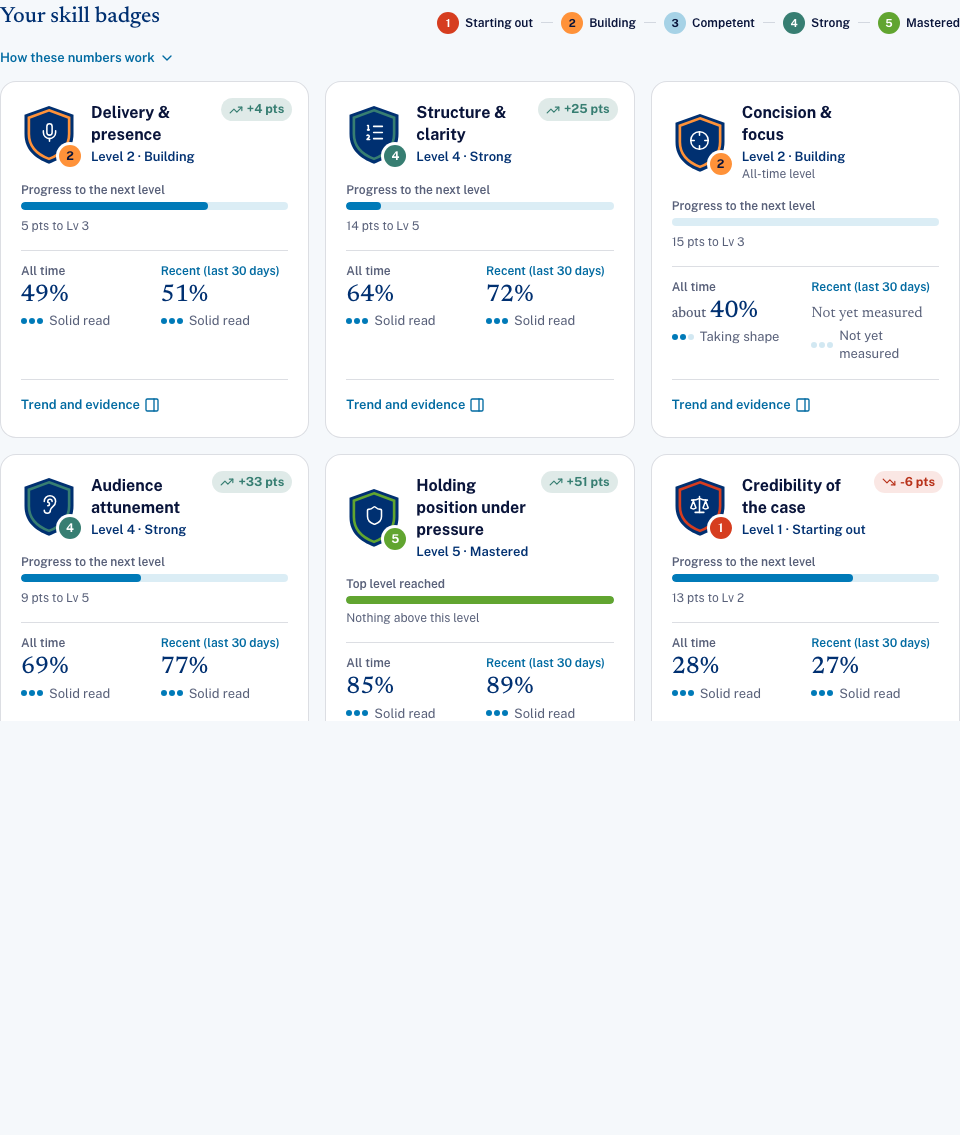 Your skill badges
1 Starting out — 2 Building — 3 Competent — 4 Strong — 5 Mastered
How these numbers work
Delivery & presence
+4 pts
2
Level 2 · Building
Progress to the next level
5 pts to Lv 3
All time
49%
Solid read
Recent (last 30 days)
51%
Solid read
Trend and evidence
Structure & clarity
+25 pts
4
Level 4 · Strong
Progress to the next level
14 pts to Lv 5
All time
64%
Solid read
Recent (last 30 days)
72%
Solid read
Trend and evidence
Concision & focus
2
Level 2 · Building
All-time level
Progress to the next level
15 pts to Lv 3
All time
about 40%
Taking shape
Recent (last 30 days)
Not yet measured
Not yet measured
Trend and evidence
Audience attunement
+33 pts
4
Level 4 · Strong
Progress to the next level
9 pts to Lv 5
All time
69%
Solid read
Recent (last 30 days)
77%
Solid read
Holding position under pressure
+51 pts
5
Level 5 · Mastered
Top level reached
Nothing above this level
All time
85%
Solid read
Recent (last 30 days)
89%
Solid read
Credibility of the case
-6 pts
1
Level 1 · Starting out
Progress to the next level
13 pts to Lv 2
All time
28%
Solid read
Recent (last 30 days)
27%
Solid read